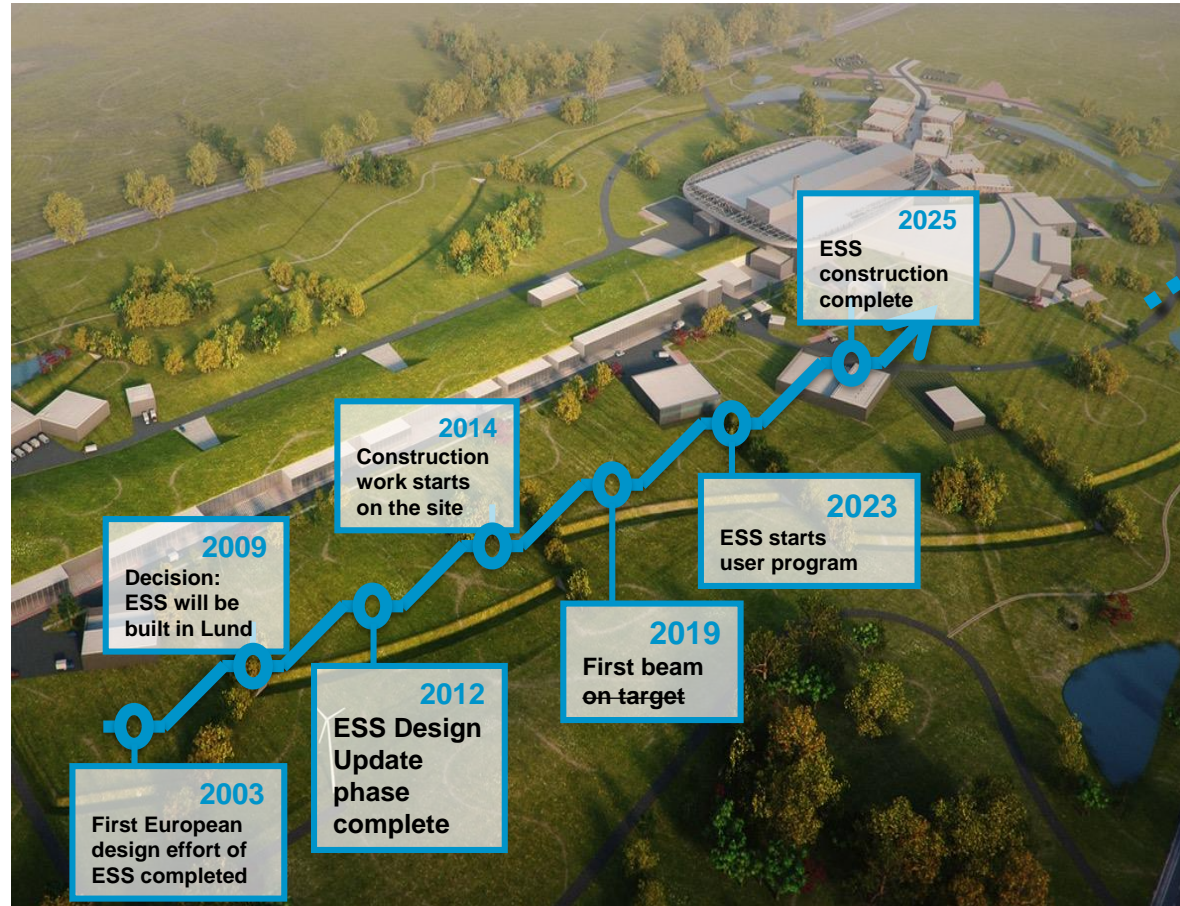 2003
First European
design effort of
ESS completed
2009
Decision:
ESS will be
built in Lund
2012
ESS Design
Update
phase
complete
2014
Construction
work starts
on the site
2019
First beam
on target
2023
ESS starts
user program
2025
ESS
construction
complete